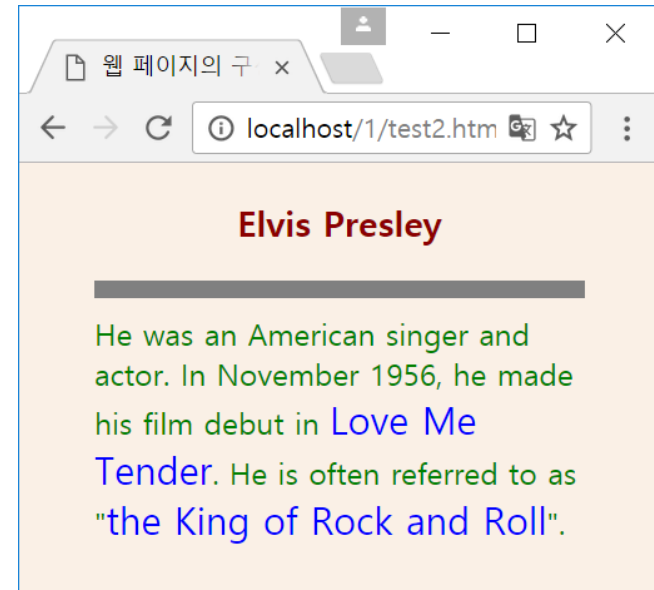 웹 페이지의 구
localhost/1/test2.htm
Elvis Presley
He was an American singer and
actor. In November 1956, he made
his film debut in Love Me
Tender. He is often referred to as
"the King of Rock and Roll".